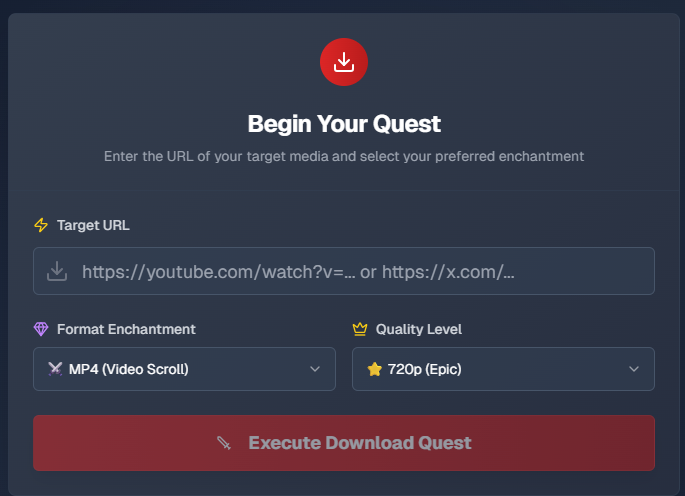 Begin Your Quest
Enter the URL of your target media and select your preferred enchantment
Target URL
https://youtube.com/watch?v=... or https://x.com/...
Format Enchantment
Quality Level
MP4 (Video Scroll)
720p (Epic)
Execute Download Quest